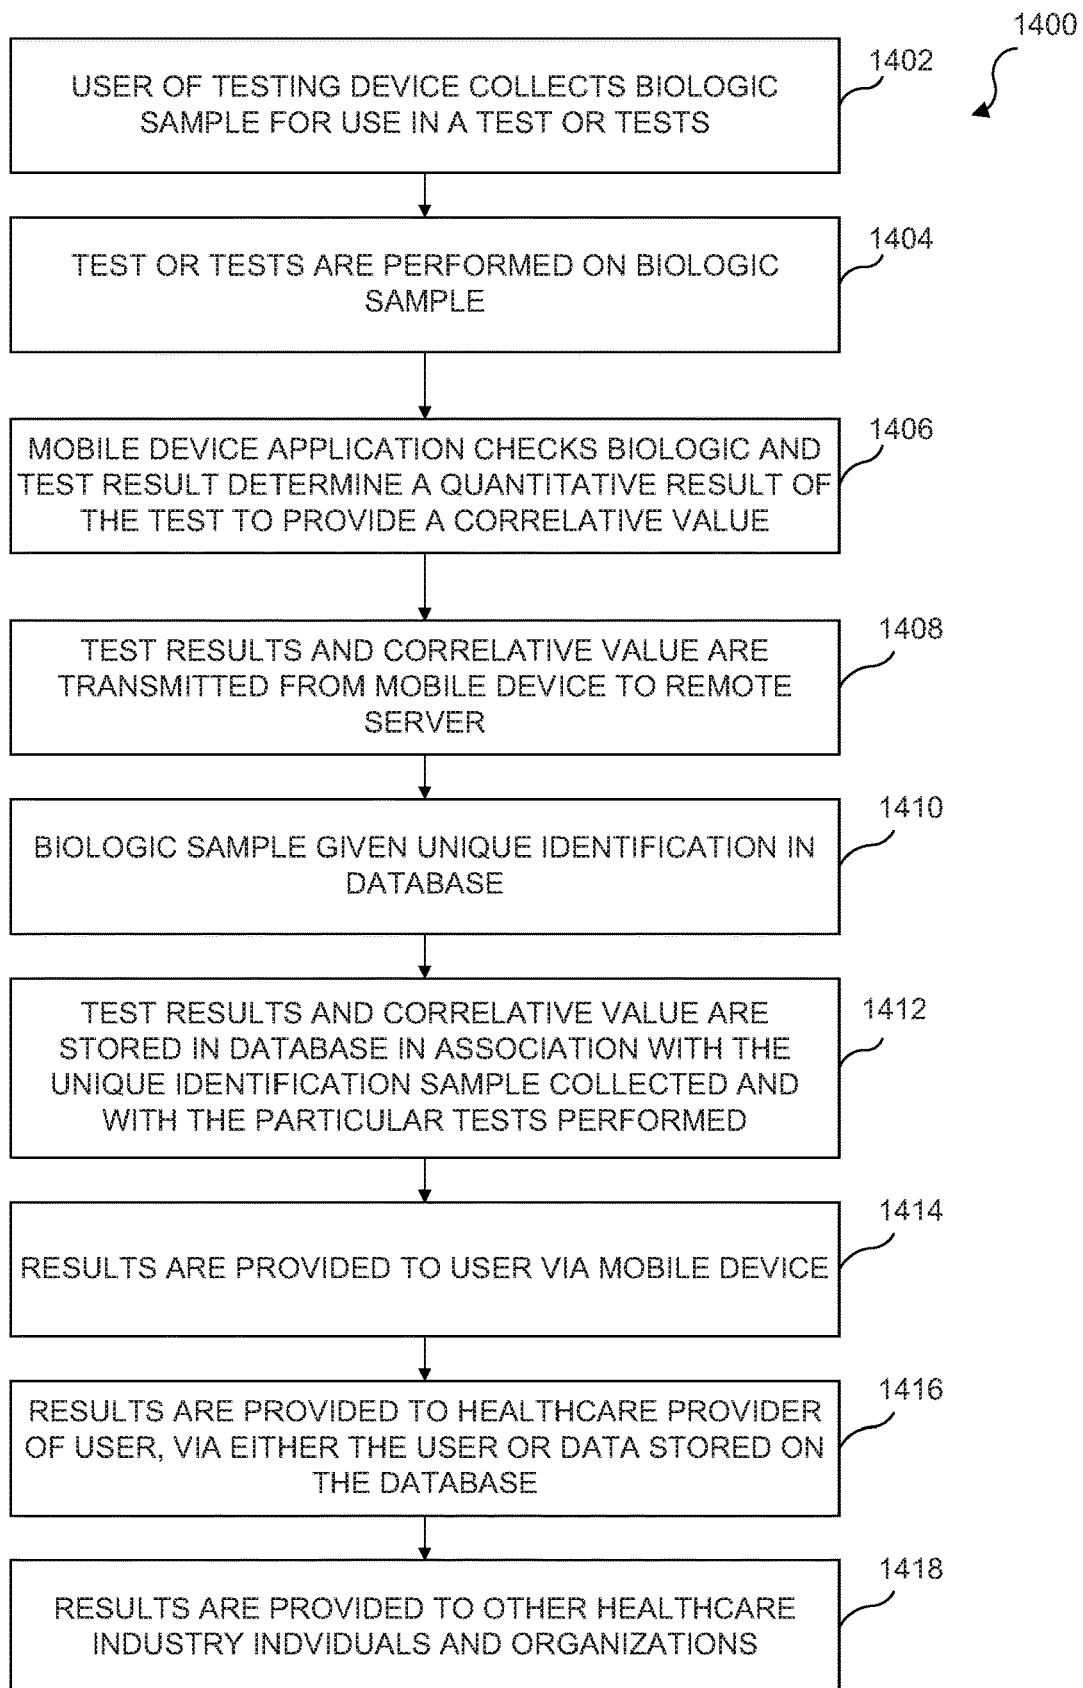 1400
1402
USER OF TESTING DEVICE COLLECTS BIOLOGIC
SAMPLE FOR USE IN A TEST OR TESTS
1404
TEST OR TESTS ARE PERFORMED ON BIOLOGIC
SAMPLE
1406
MOBILE DEVICE APPLICATION CHECKS BIOLOGIC AND
TEST RESULT DETERMINE A QUANTITATIVE RESULT OF
THE TEST TO PROVIDE A CORRELATIVE VALUE
1408
TEST RESULTS AND CORRELATIVE VALUE ARE
TRANSMITTED FROM MOBILE DEVICE TO REMOTE
SERVER
1410
BIOLOGIC SAMPLE GIVEN UNIQUE IDENTIFICATION IN
DATABASE
1412
TEST RESULTS AND CORRELATIVE VALUE ARE
STORED IN DATABASE IN ASSOCIATION WITH THE
UNIQUE IDENTIFICATION SAMPLE COLLECTED AND
WITH THE PARTICULAR TESTS PERFORMED
1414
RESULTS ARE PROVIDED TO USER VIA MOBILE DEVICE
1416
RESULTS ARE PROVIDED TO HEALTHCARE PROVIDER
OF USER, VIA EITHER THE USER OR DATA STORED ON
THE DATABASE
1418
RESULTS ARE PROVIDED TO OTHER HEALTHCARE
INDUSTRY INDVIDUALS AND ORGANIZATIONS